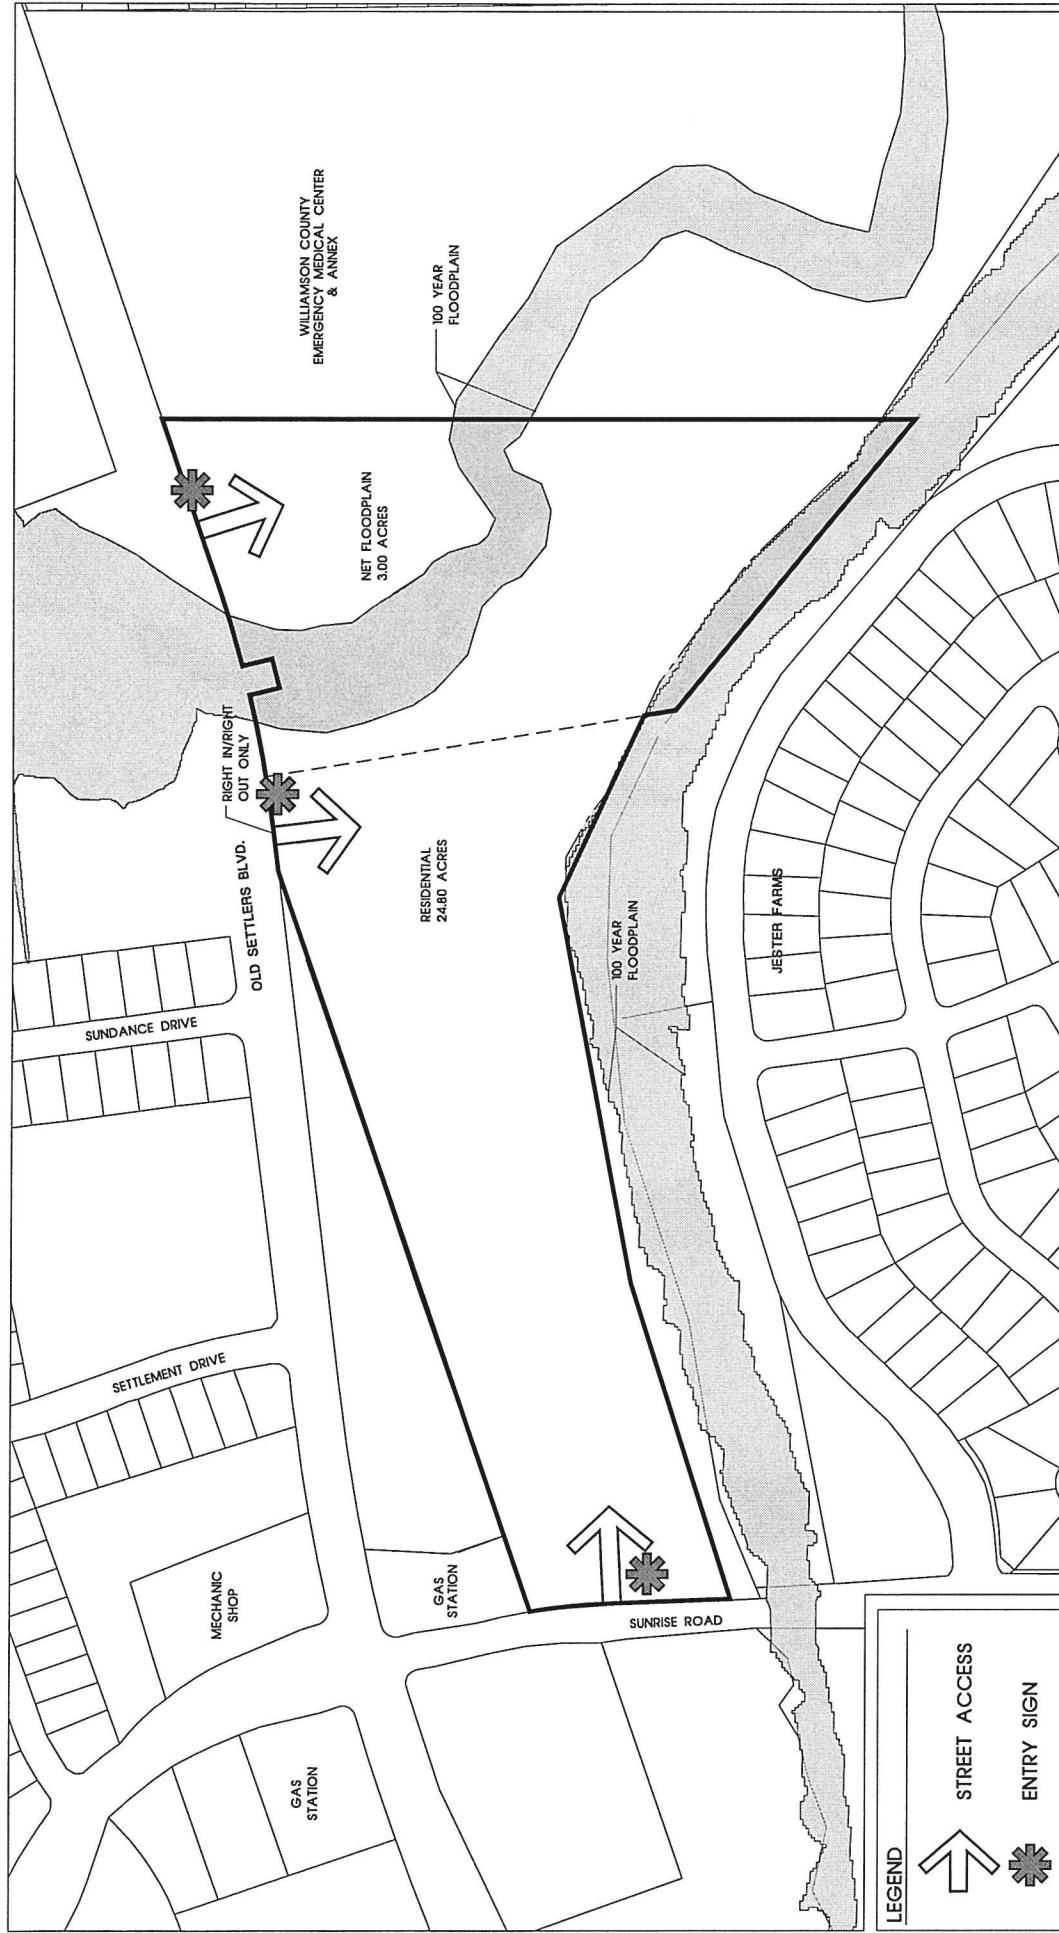 WILLIAMSON COUNTY
EMERGENCY MEDICAL CENTER
& ANNEX
100 YEAR
FLOODPLAIN
NET FLOODPLAIN
3.00 ACRES
RIGHT IN/RIGHT
OUT ONLY
OLD SETTLERS BLVD.
RESIDENTIAL
24.80 ACRES
100 YEAR
FLOODPLAIN
JESTER FARMS
SUNDANCE DRIVE
SETTLEMENT DRIVE
MECHANIC
SHOP
GAS
STATION
SUNRISE ROAD
GAS
STATION
LEGEND
STREET ACCESS
ENTRY SIGN